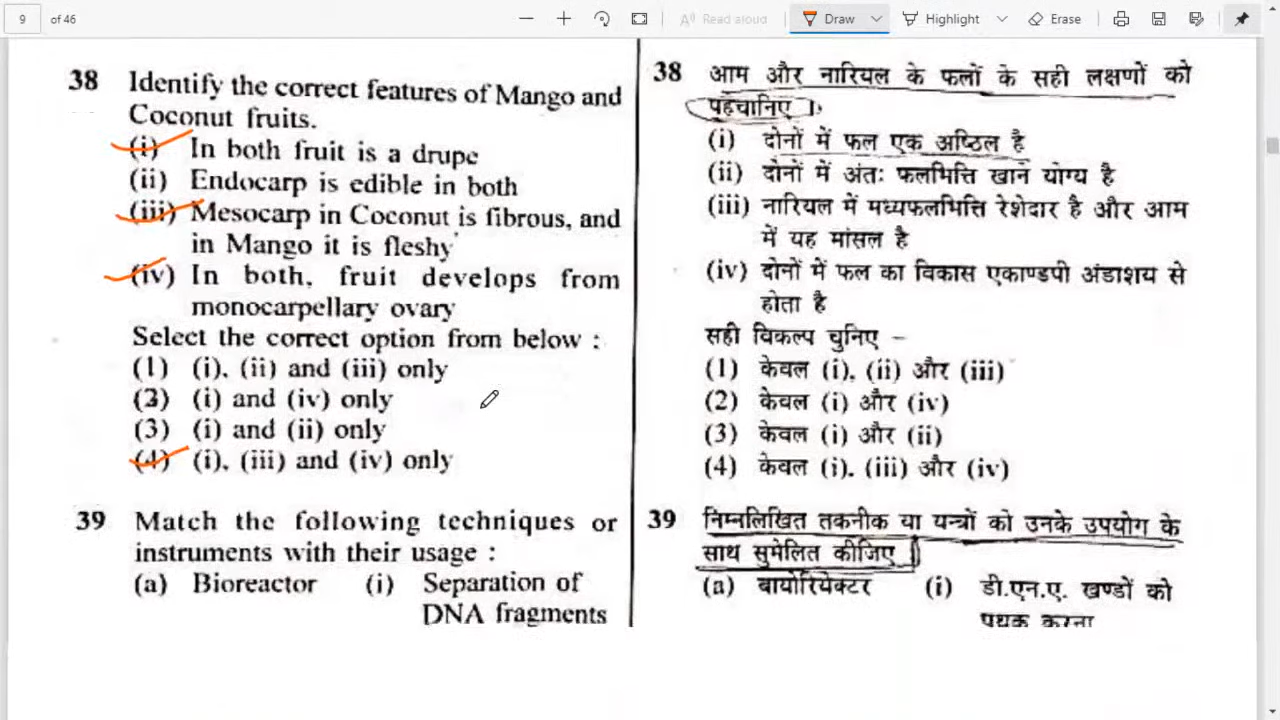 9 of 46
Read aloud
Draw
Highlight
Erase
38 Identify the correct features of Mango and
Coconut fruits.
(i) In both fruit is a drupe
(ii) Endocarp is edible in both
(iii) Mesocarp in Coconut is fibrous, and
in Mango it is fleshy
(iv) In both, fruit develops from
monocarpellary ovary
Select the correct option from below :
(1) (i), (ii) and (iii) only
(2) (i) and (iv) only
(3) (i) and (ii) only
(4) (i), (iii) and (iv) only
39 Match the following techniques or
instruments with their usage :
(a) Bioreactor (i) Separation of
DNA fragments
38 आम और नारियल के फलों के सही लक्षणों को
पहचानिए ।
(i) दोनों में फल एक अष्ठिल है
(ii) दोनों में अंतः फलभित्ति खाने योग्य है
(iii) नारियल में मध्यफलभित्ति रेशेदार है और आम
में यह मांसल है
(iv) दोनों में फल का विकास एकाण्डपी अंडाशय से
होता है
सही विकल्प चुनिए –
(1) केवल (i), (ii) और (iii)
(2) केवल (i) और (iv)
(3) केवल (i) और (ii)
(4) केवल (i). (iii) और (iv)
39 निम्नलिखित तकनीक या यन्त्रों को उनके उपयोग के
साथ सुमेलित कीजिए
(a) बायोरियेक्टर (i) डी.एन.ए. खण्डों को
पृथक करना